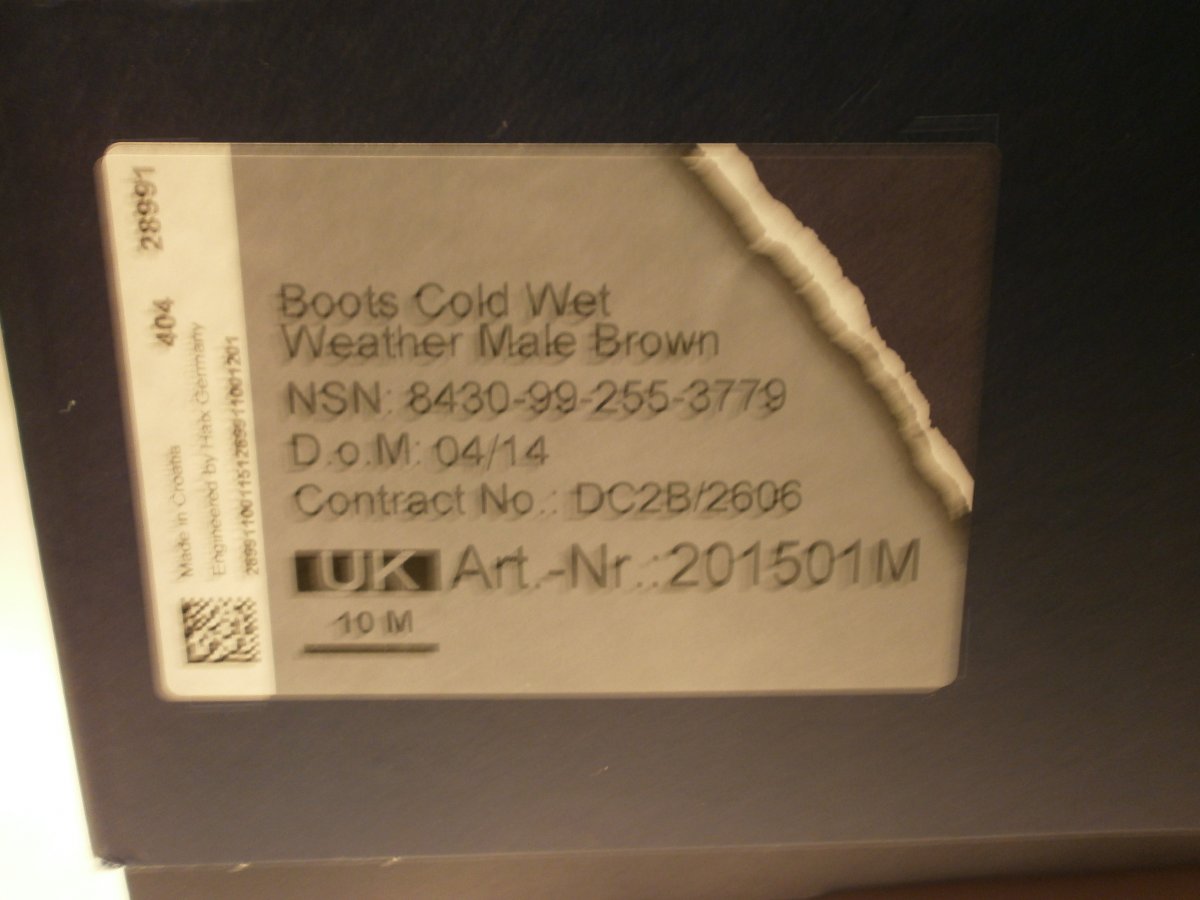 28991
404
Made in Croatia
Engineered by Haix Germany
Boots Cold Wet
Weather Male Brown
NSN: 8430-99-255-3779
D.o.M: 04/14
Contract No.: DC2B/2606
UK Art.-Nr.:201501M
10 M